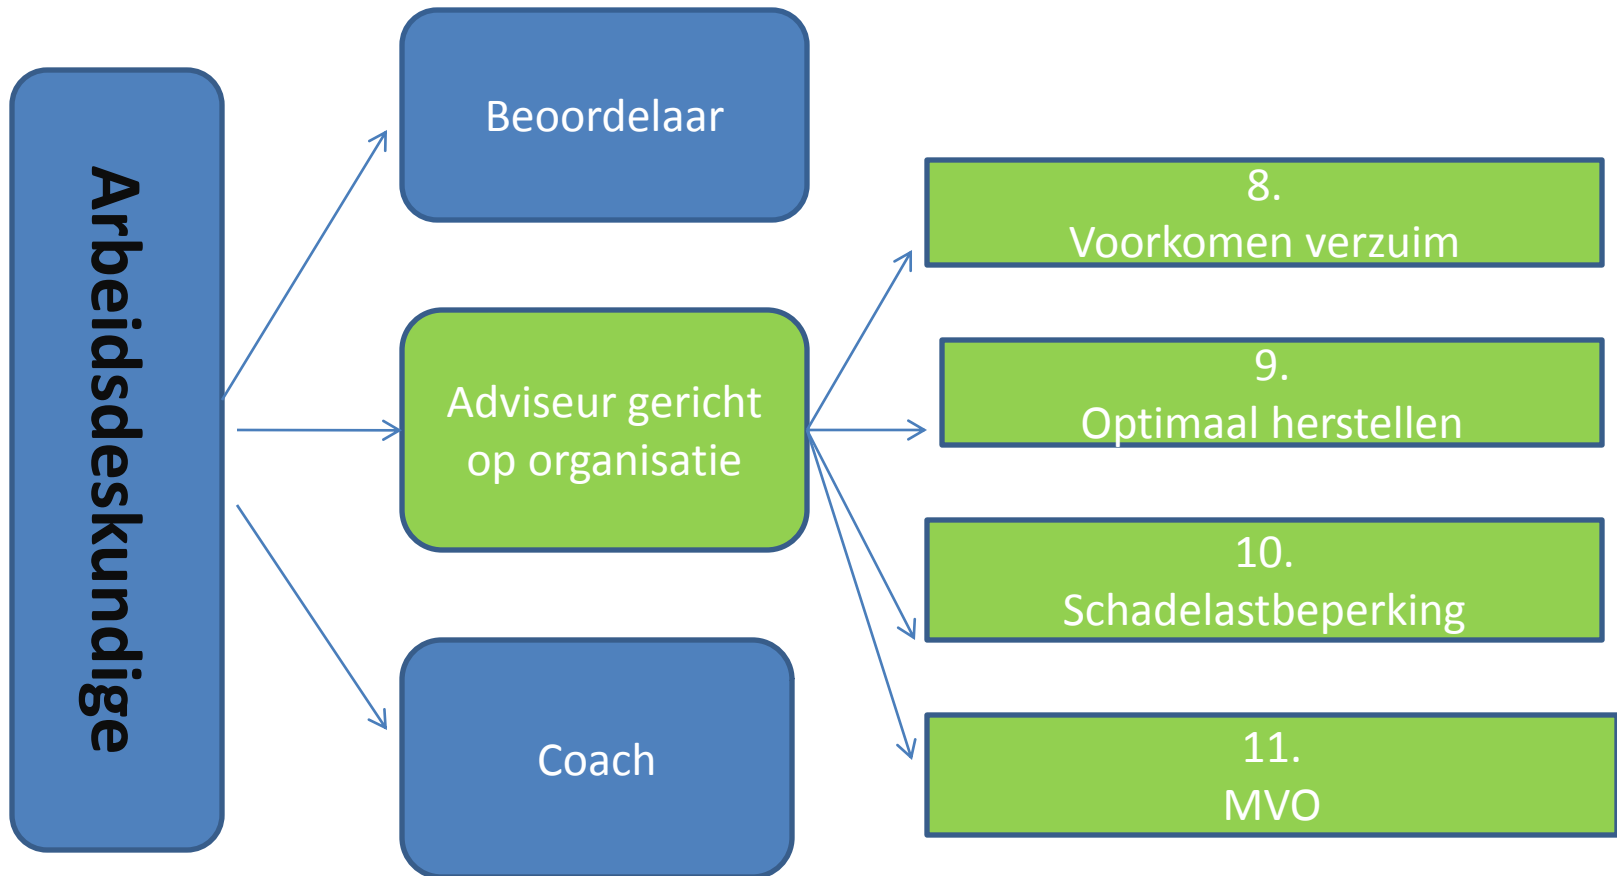 Arbeidsdeskundige
Beoordelaar
Adviseur gericht
op organisatie
Coach
8.
Voorkomen verzuim
9.
Optimaal herstellen
10.
Schadelastbeperking
11.
MVO